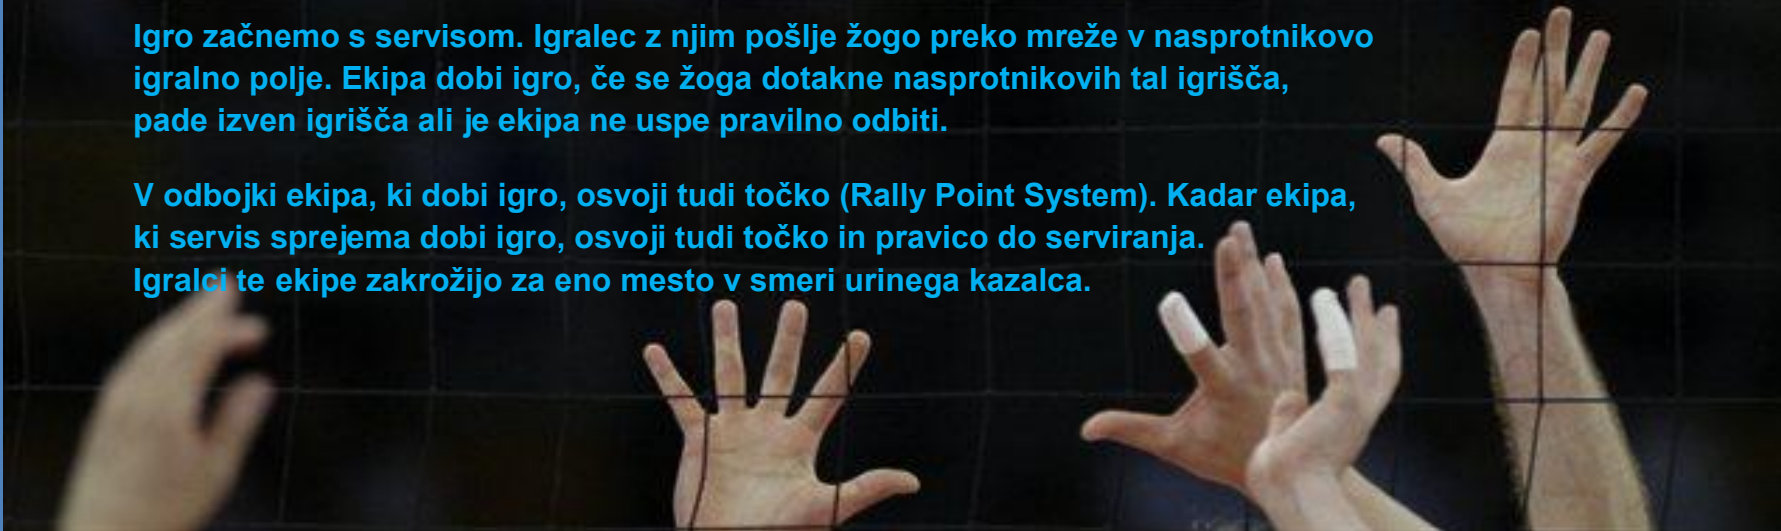 Igro začnemo s servisom. Igralec z njim pošlje žogo preko mreže v nasprotnikovo
igralno polje. Ekipa dobi igro, če se žoga dotakne nasprotnikovih tal igrišča,
pade izven igrišča ali je ekipa ne uspe pravilno odbiti.
V odbojki ekipa, ki dobi igro, osvoji tudi točko (Rally Point System). Kadar ekipa,
ki servis sprejema dobi igro, osvoji tudi točko in pravico do serviranja.
Igralci te ekipe zakrožijo za eno mesto v smeri urinega kazalca.